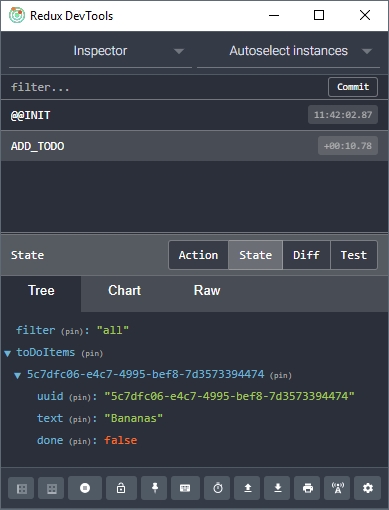 Redux DevTools
Inspector Autoselect instances
filter... Commit
@@INIT 11:42:02.87
ADD_TODO +00:10.78
State Action State Diff Test
Tree Chart Raw
filter (pin): "all"
toDoItems (pin)
5c7dfc06-e4c7-4995-bef8-7d3573394474 (pin)
uuid (pin): "5c7dfc06-e4c7-4995-bef8-7d3573394474"
text (pin): "Bananas"
done (pin): false